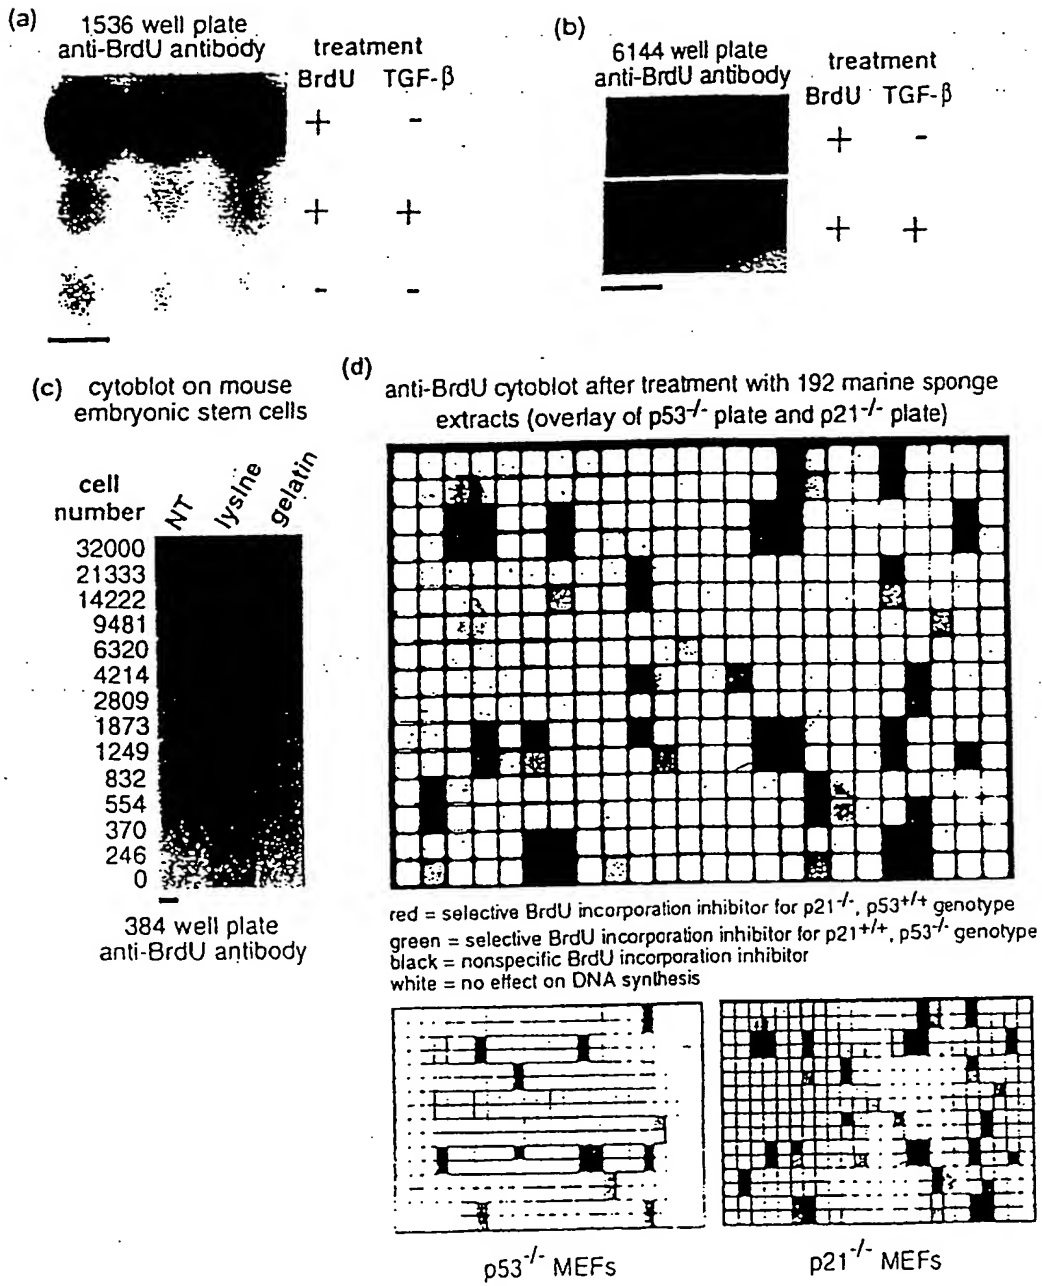 (a)
1536 well plate
anti-BrdU antibody
treatment
BrdU TGF-β
+ -
+ +
- -
(b)
6144 well plate
anti-BrdU antibody
treatment
BrdU TGF-β
+ -
+ +
(c) cytoblot on mouse
embryonic stem cells
cell
number
NT
lysine
gelatin
32000
21333
14222
9481
6320
4214
2809
1873
1249
832
554
370
246
0
384 well plate
anti-BrdU antibody
(d)
anti-BrdU cytoblot after treatment with 192 marine sponge
extracts (overlay of p53-/- plate and p21-/- plate)
red = selective BrdU incorporation inhibitor for p21-/-, p53+/+ genotype
green = selective BrdU incorporation inhibitor for p21+/+, p53-/- genotype
black = nonspecific BrdU incorporation inhibitor
white = no effect on DNA synthesis
p53-/- MEFs
p21-/- MEFs